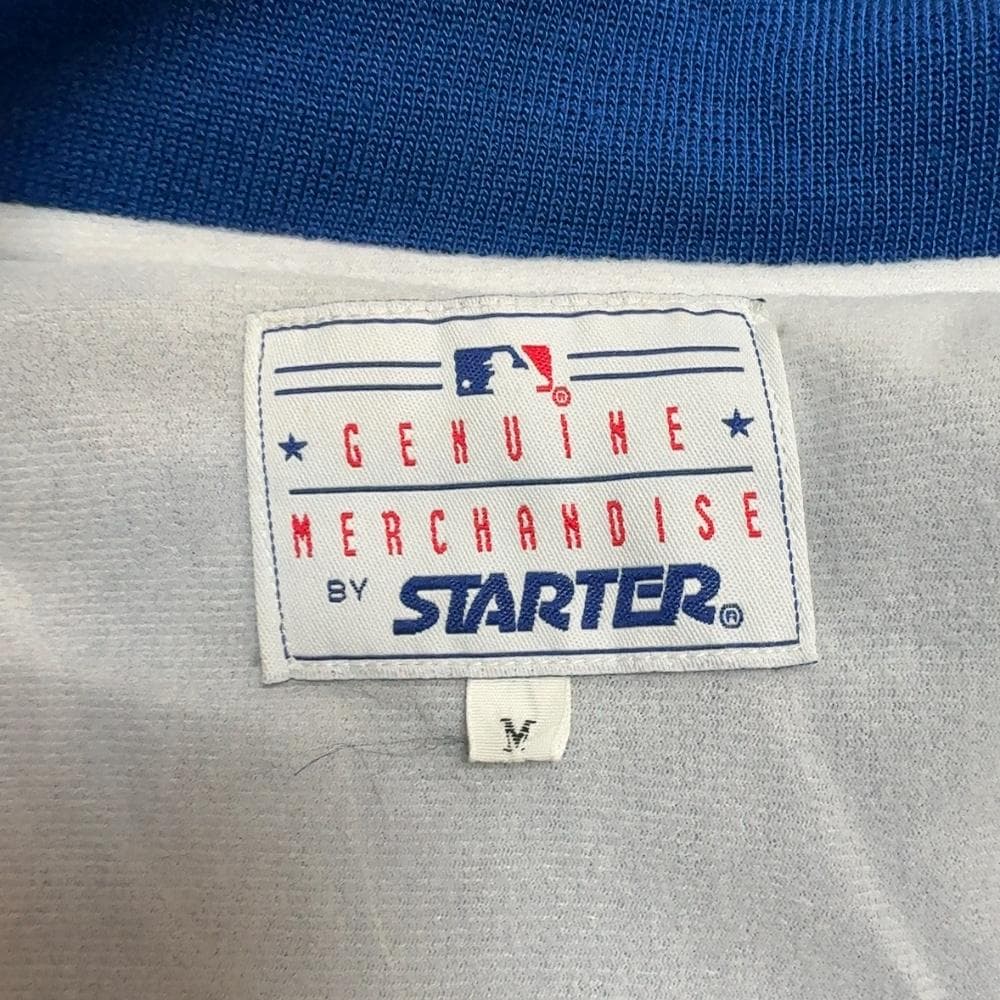 ®
★ GENUINE ★
MERCHANDISE
BY STARTER®
M